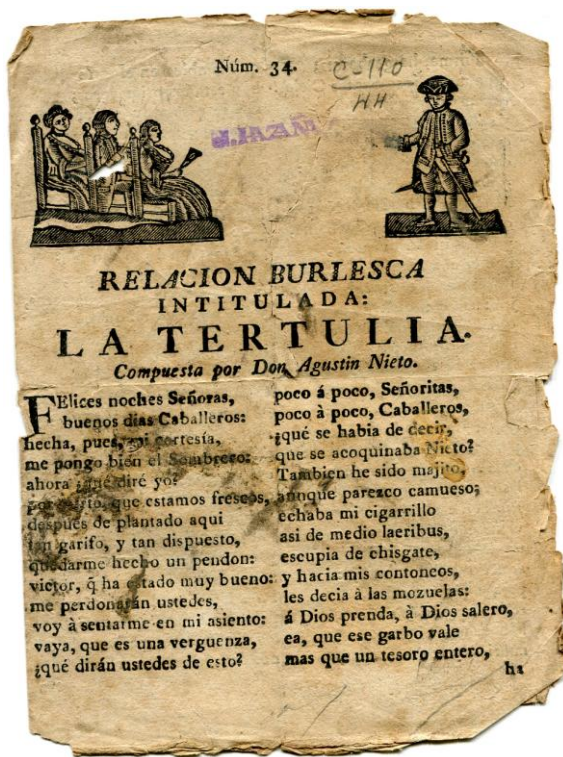 Núm. 34.
C-110
HH
RELACION BURLESCA
INTITULADA:
LA TERTULIA.
Compuesta por Don Agustin Nieto.
FElices noches Señoras,
buenos dias Caballeros:
hecha, pues, mi cortesía,
me pongo bien el Sombrero:
ahora ¿qué diré yo?
que estamos frescos,
despues de plantado aqui
tan garifo, y tan dispuesto,
quedarme hecho un pendon:
victor, q̃ ha estado muy bueno:
me perdonarán ustedes,
voy à sentarme en mi asiento:
vaya, que es una verguenza,
¿qué dirán ustedes de esto?
poco á poco, Señoritas,
poco à poco, Caballeros,
¿qué se habia de decir,
que se acoquinaba Nieto?
Tambien he sido majito,
aunque parezco camueso;
echaba mi cigarrillo
asi de medio laeribus,
escupia de chisgate,
y hacia mis contoneos,
les decia à las mozuelas:
á Dios prenda, à Dios salero,
ea, que ese garbo vale
mas que un tesoro entero,
ha